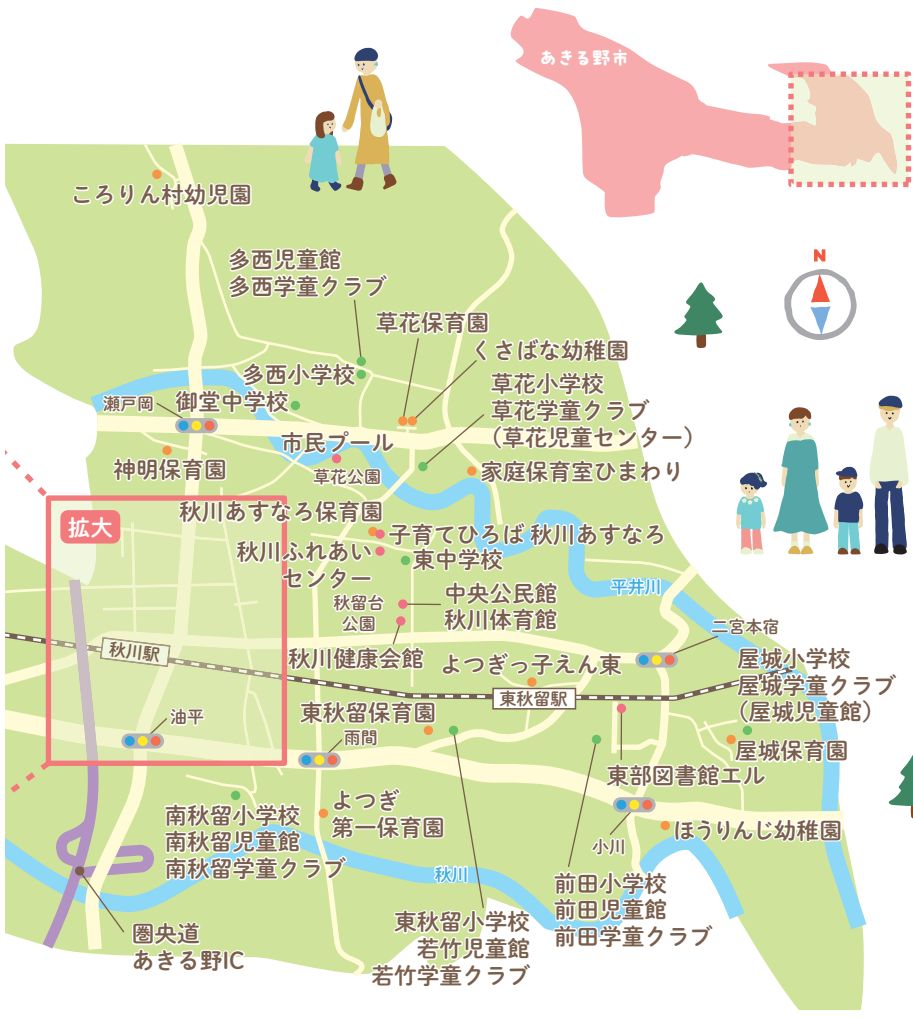 あきる野市
ころりん村幼児園
N
多西児童館
多西学童クラブ
草花保育園
くさばな幼稚園
多西小学校
草花小学校
草花学童クラブ
(草花児童センター)
瀬戸岡
御堂中学校
市民プール
草花公園
神明保育園
家庭保育室ひまわり
拡大
秋川あすなろ保育園
子育てひろば 秋川あすなろ
秋川ふれあい
センター
東中学校
平井川
秋留台
公園
中央公民館
秋川体育館
二宮本宿
秋川駅
秋川健康会館
よつぎっ子えん東
屋城小学校
屋城学童クラブ
(屋城児童館)
東秋留駅
油平
東秋留保育園
雨間
屋城保育園
東部図書館エル
南秋留小学校
南秋留児童館
南秋留学童クラブ
よつぎ
第一保育園
小川
ほうりんじ幼稚園
秋川
前田小学校
前田児童館
前田学童クラブ
圏央道
あきる野IC
東秋留小学校
若竹児童館
若竹学童クラブ